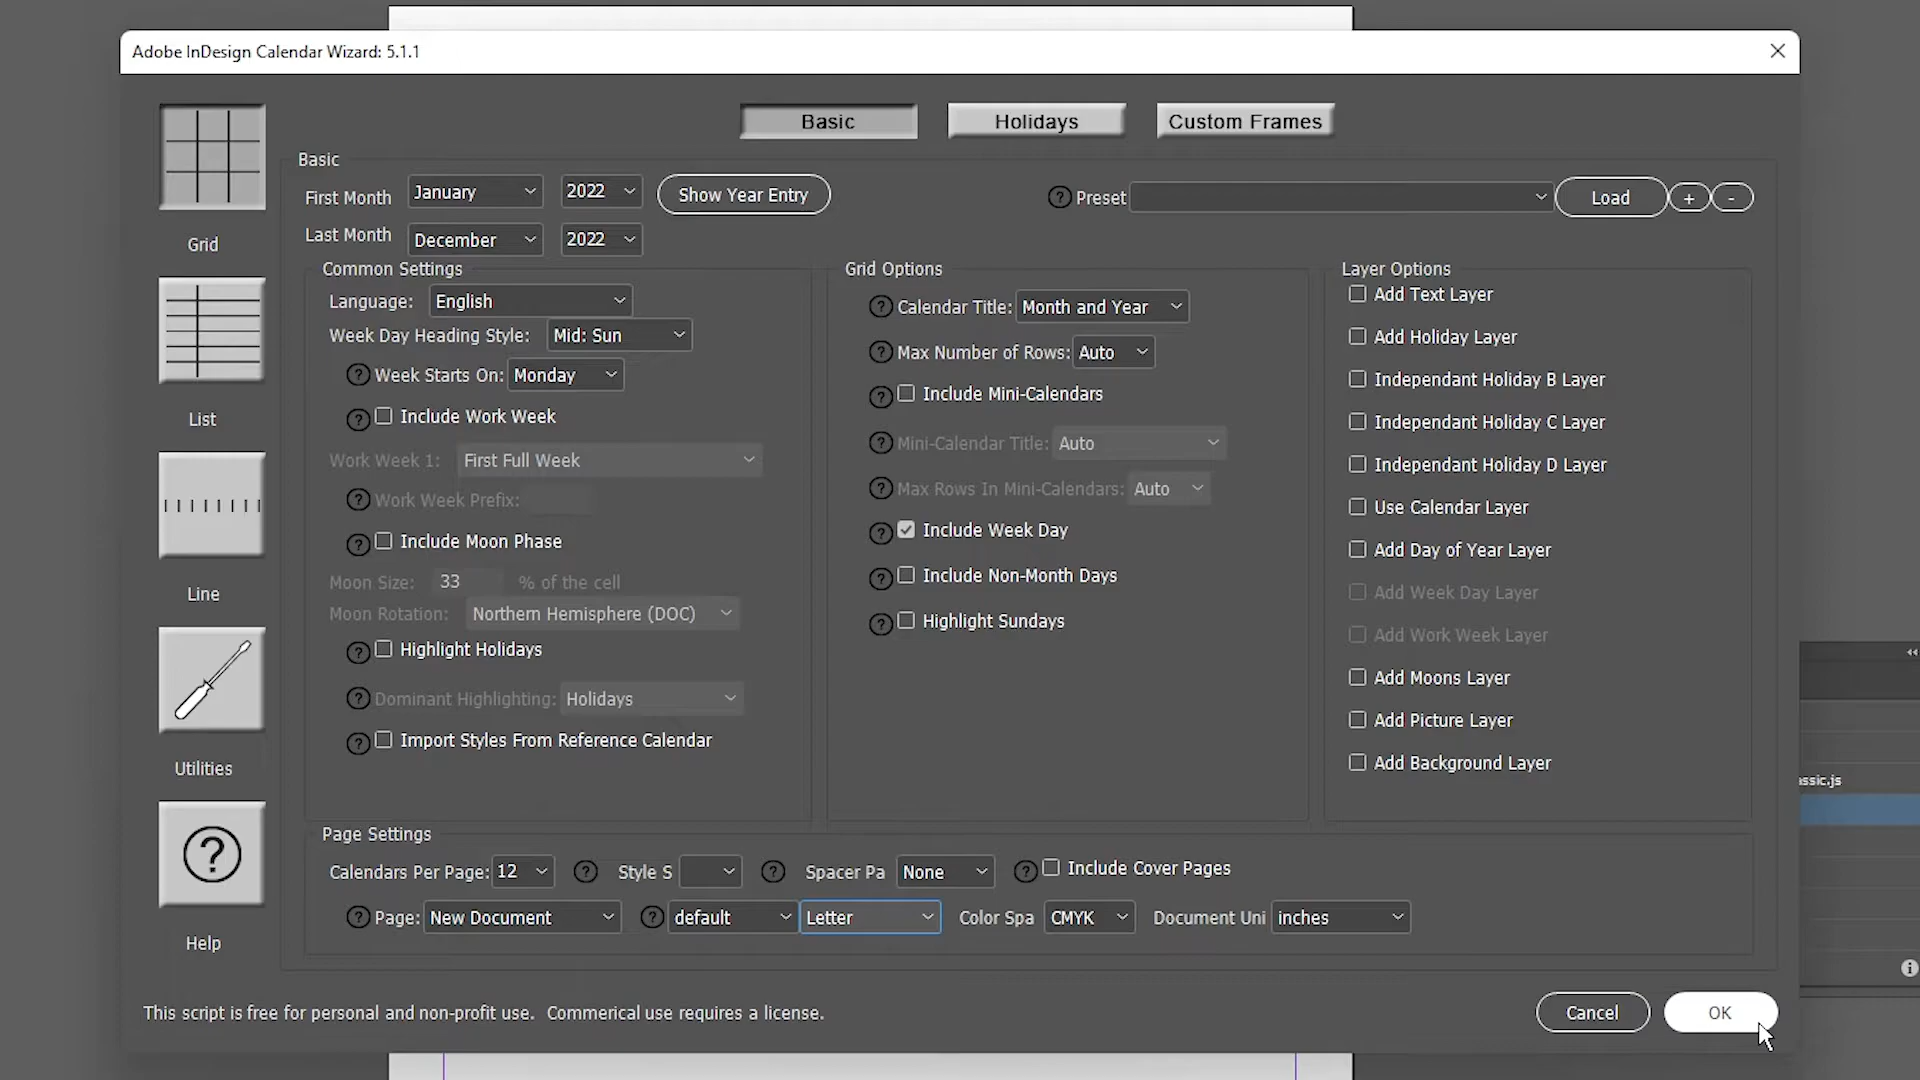 Adobe InDesign Calendar Wizard: 5.1.1
Basic
Holidays
Custom Frames
Basic
First Month January 2022 Show Year Entry ? Preset Load + -
Last Month December 2022
Grid
List
Line
Utilities
? Help
Common Settings
Language: English
Week Day Heading Style: Mid: Sun
? Week Starts On: Monday
? Include Work Week
Work Week 1: First Full Week
? Work Week Prefix:
? Include Moon Phase
Moon Size: 33 % of the cell
Moon Rotation: Northern Hemisphere (DOC)
? Highlight Holidays
? Dominant Highlighting: Holidays
? Import Styles From Reference Calendar
Grid Options
? Calendar Title: Month and Year
? Max Number of Rows: Auto
? Include Mini-Calendars
? Mini-Calendar Title: Auto
? Max Rows In Mini-Calendars: Auto
? Include Week Day
? Include Non-Month Days
? Highlight Sundays
Layer Options
Add Text Layer
Add Holiday Layer
Independant Holiday B Layer
Independant Holiday C Layer
Independant Holiday D Layer
Use Calendar Layer
Add Day of Year Layer
Add Week Day Layer
Add Work Week Layer
Add Moons Layer
Add Picture Layer
Add Background Layer
assic.js
Page Settings
Calendars Per Page: 12 ? Style S ? Spacer Pa None ? Include Cover Pages
? Page: New Document ? default Letter Color Spa CMYK Document Uni inches
This script is free for personal and non-profit use. Commerical use requires a license.
Cancel
OK